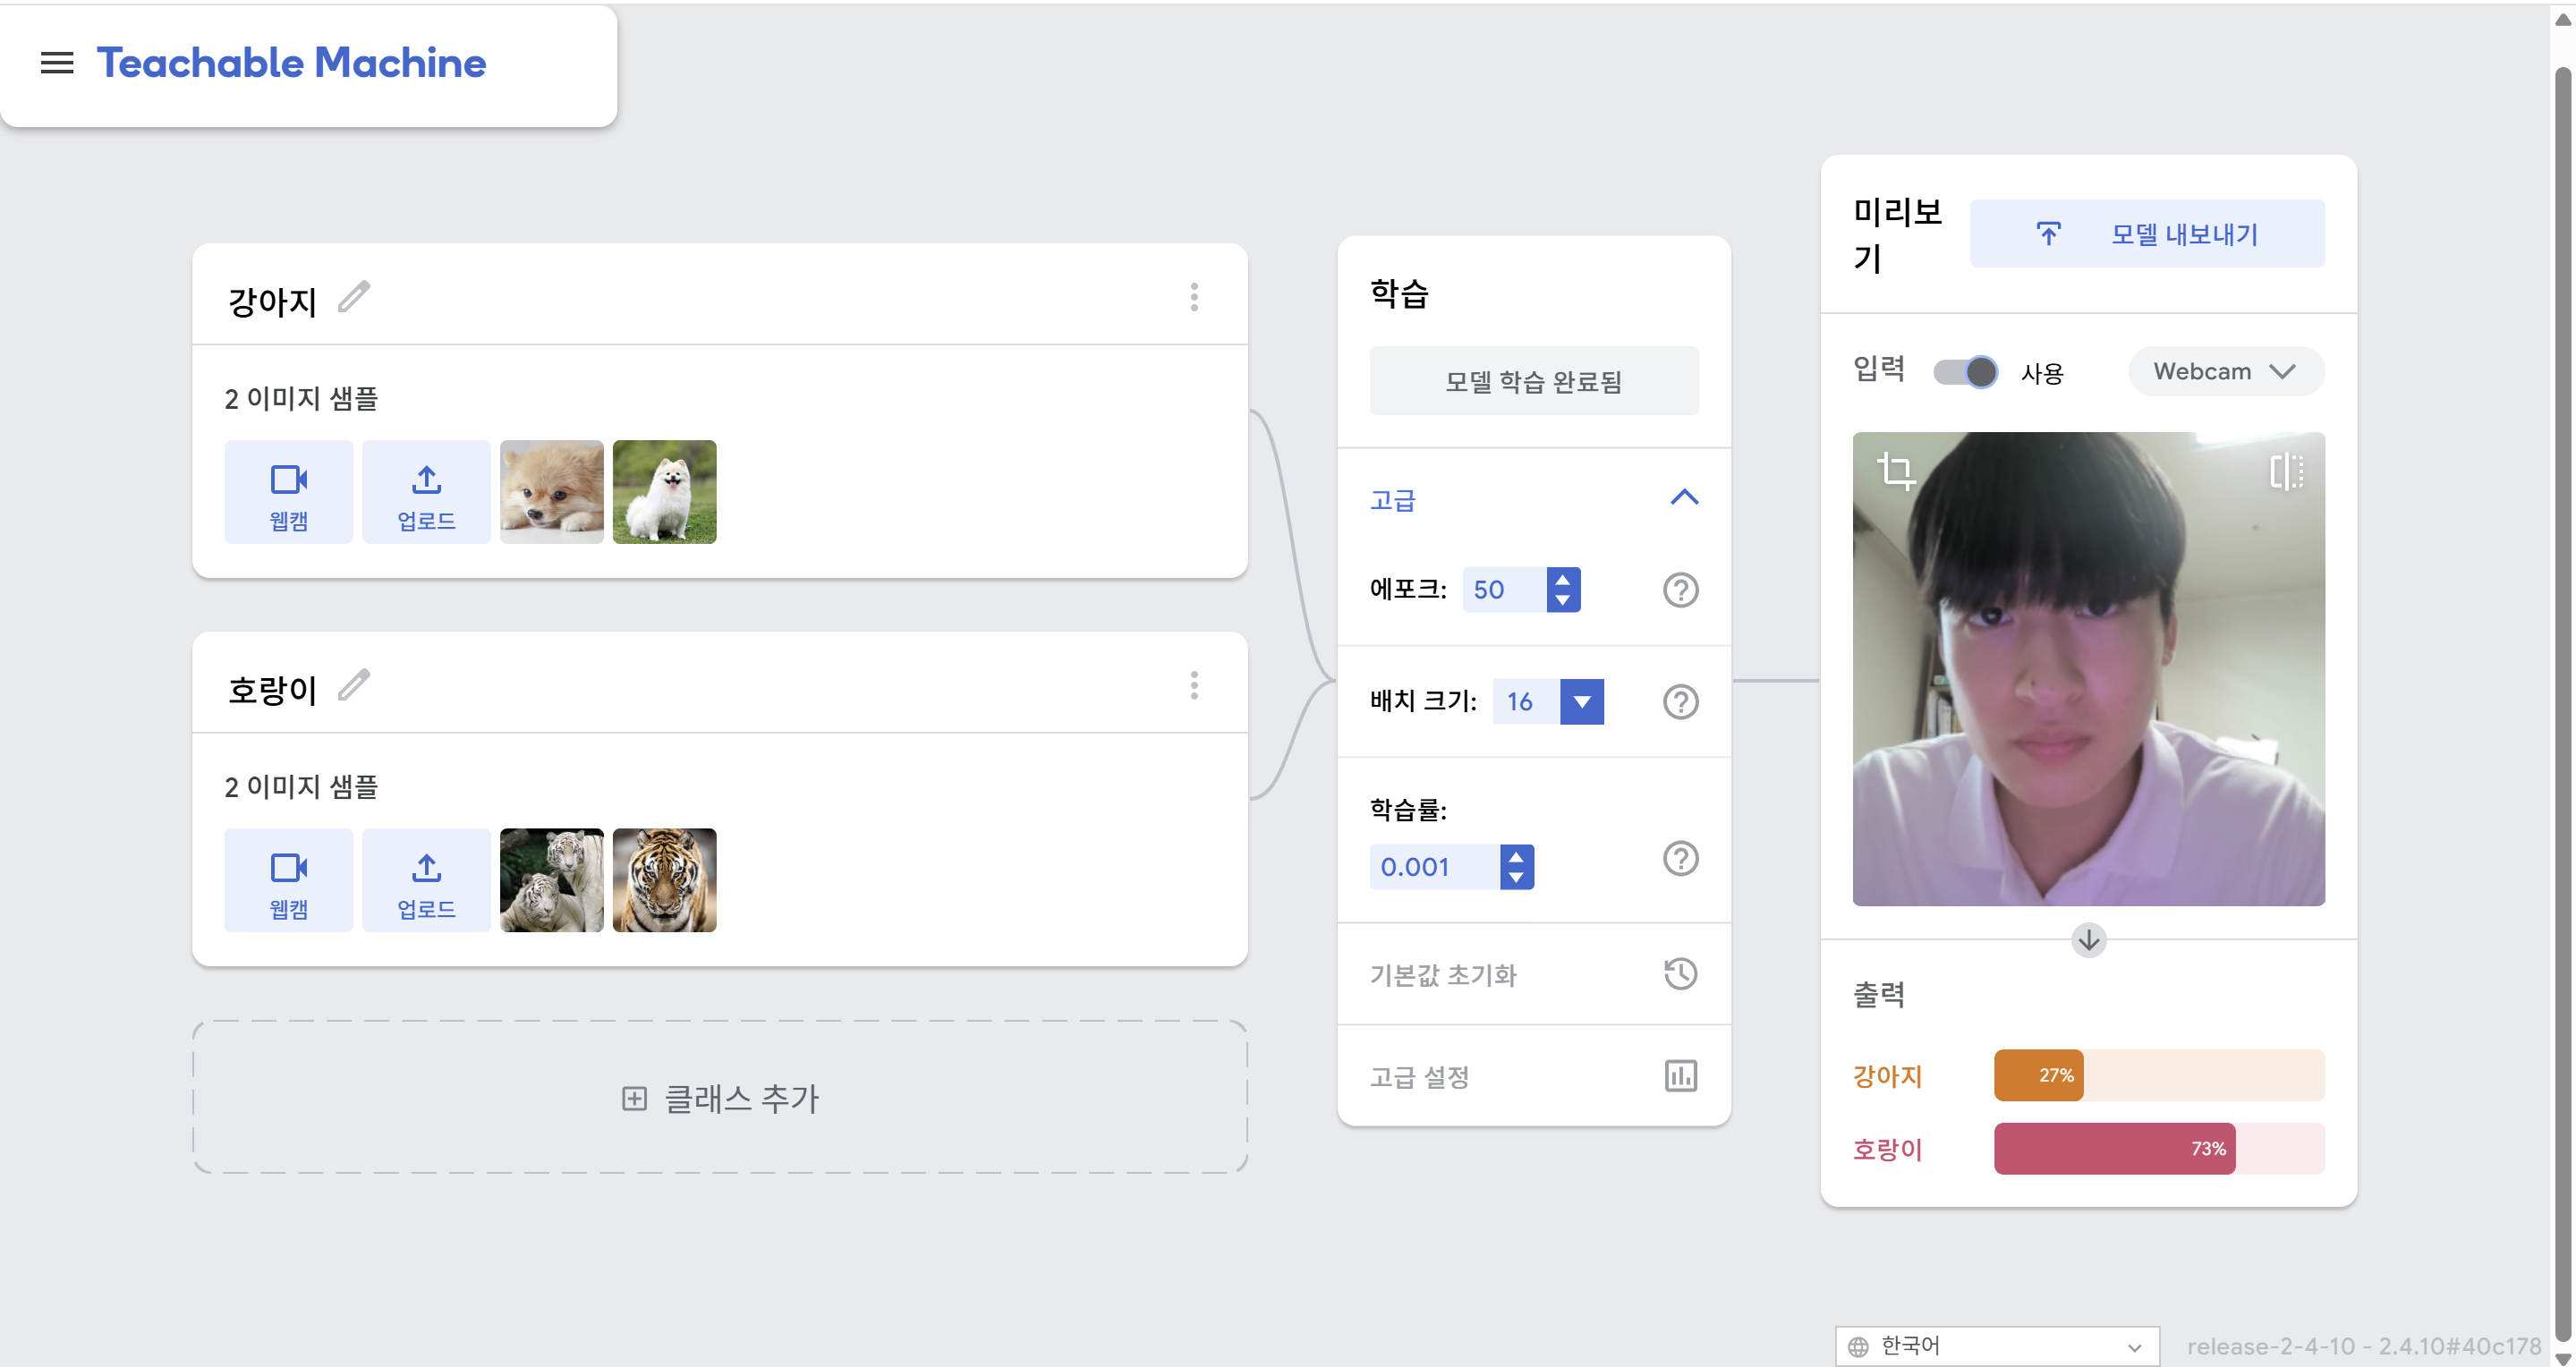 Teachable Machine
강아지
2 이미지 샘플
웹캠
업로드
호랑이
2 이미지 샘플
웹캠
업로드
클래스 추가
학습
모델 학습 완료됨
고급
에포크: 50
배치 크기: 16
학습률:
0.001
기본값 초기화
고급 설정
미리보
기
모델 내보내기
입력 사용 Webcam
출력
강아지 27%
호랑이 73%
한국어
release-2-4-10 - 2.4.10#40c178